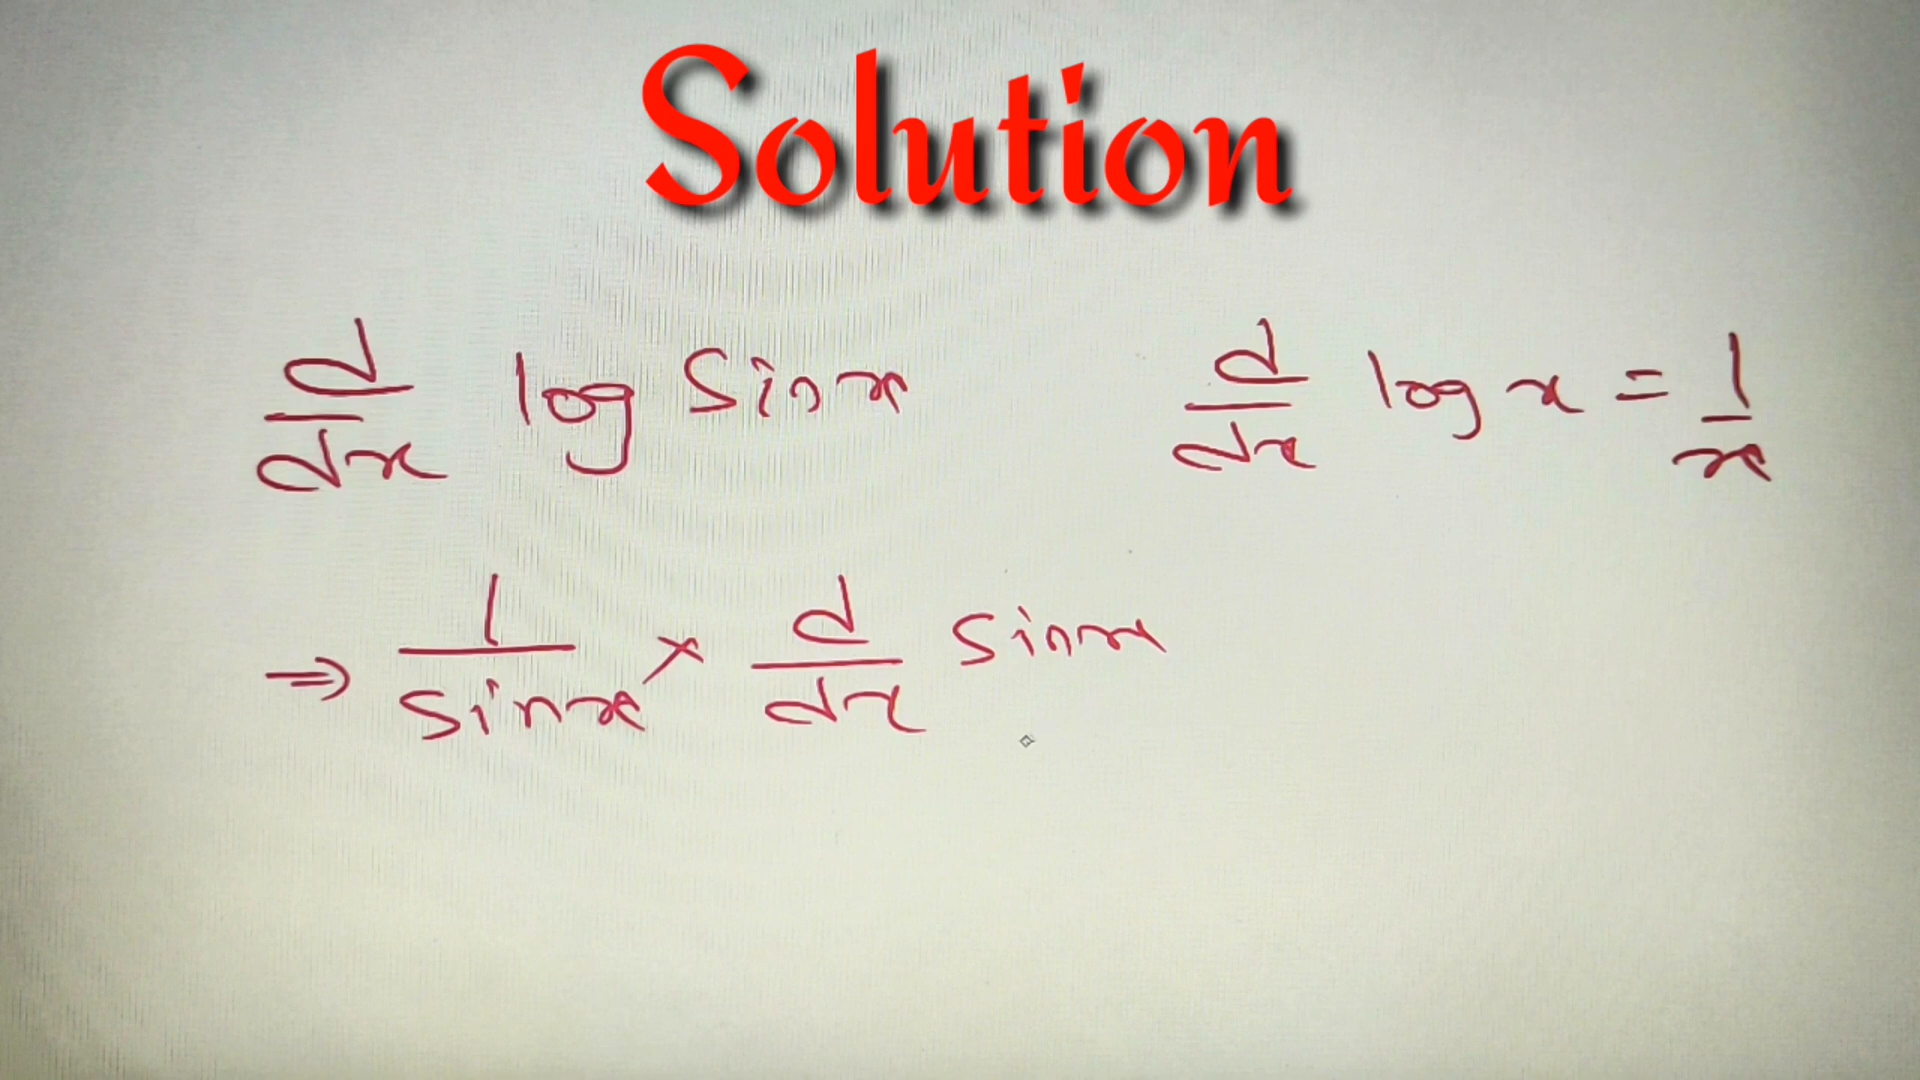 Solution
d/dx log Sinx d/dx log x = 1/x
⇒ 1/sinx × d/dx sinx